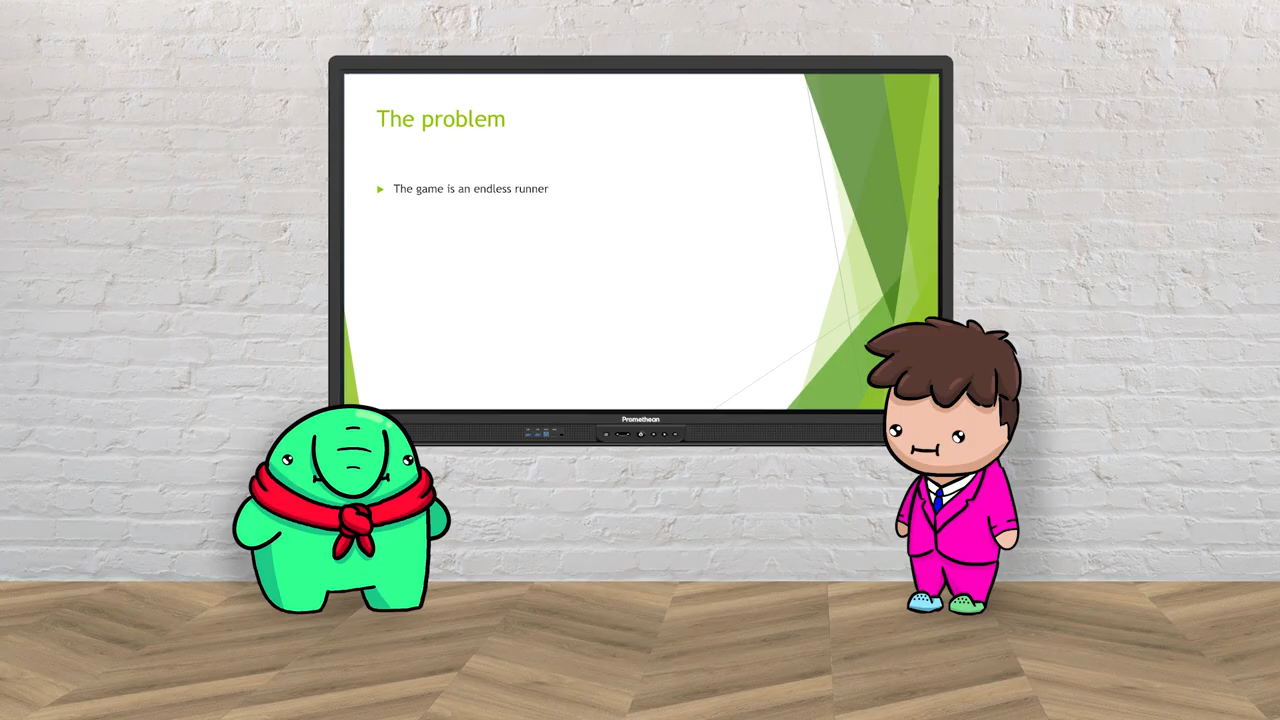 The problem
The game is an endless runner
Promethean